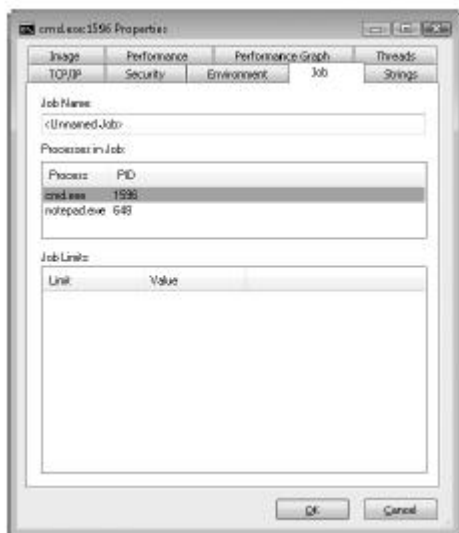 cmd.exe:1596 Properties
Image Performance Performance Graph Threads
TCP/IP Security Environment Job Strings
Job Name:
<Unnamed Job>
Processes in Job:
Process PID
cmd.exe 1596
notepad.exe 648
Job Limits:
Limit Value
OK Cancel